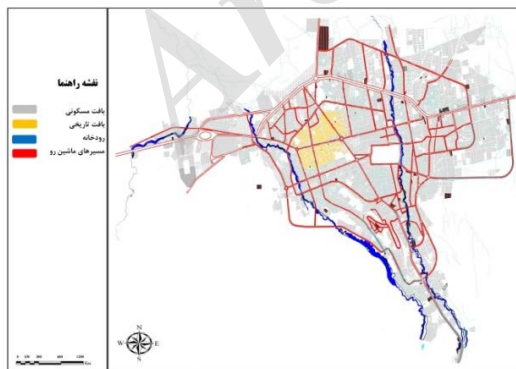 نقشه راهنما
بافت مسکونی
بافت تاریخی
رودخانه
مسیرهای ماشین رو
N
W E
S